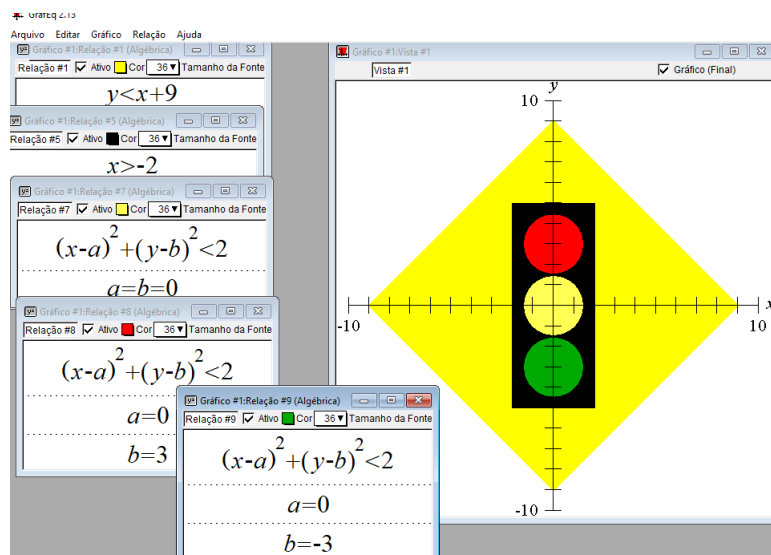 GrafEq 2.13
Arquivo Editar Gráfico Relação Ajuda
Gráfico #1:Relação #1 (Algébrica)
Relação #1 Ativo Cor 36 Tamanho da Fonte
y<x+9
Gráfico #1:Relação #5 (Algébrica)
Relação #5 Ativo Cor 36 Tamanho da Fonte
x>-2
Gráfico #1:Relação #7 (Algébrica)
Relação #7 Ativo Cor 36 Tamanho da Fonte
(x-a)²+(y-b)²<2
a=b=0
Gráfico #1:Relação #8 (Algébrica)
Relação #8 Ativo Cor 36 Tamanho da Fonte
(x-a)²+(y-b)²<2
a=0
b=3
Gráfico #1:Relação #9 (Algébrica)
Relação #9 Ativo Cor 36 Tamanho da Fonte
(x-a)²+(y-b)²<2
a=0
b=-3
Gráfico #1:Vista #1
Vista #1 Gráfico (Final)
y
10
x
-10 10
-10